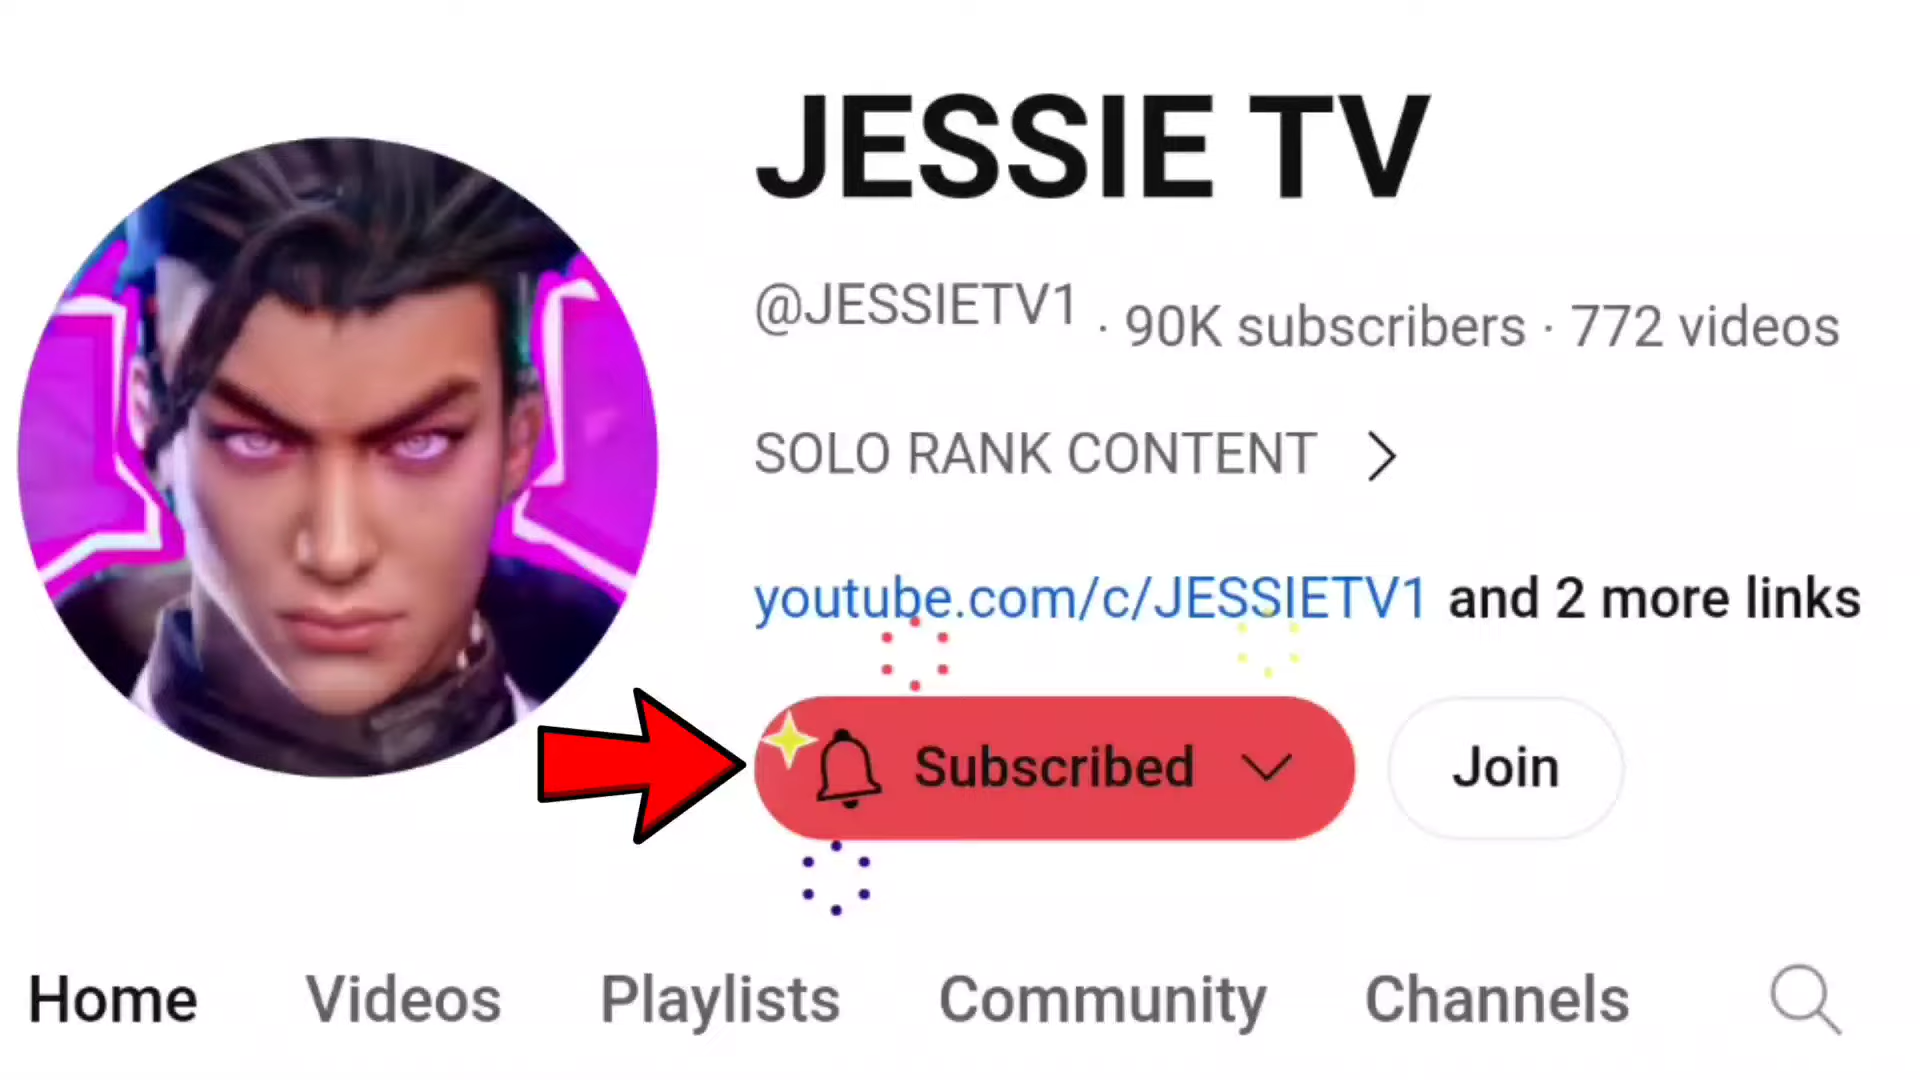 JESSIE TV
@JESSIETV1 · 90K subscribers · 772 videos
SOLO RANK CONTENT
youtube.com/c/JESSIETV1 and 2 more links
Subscribed Join
Home Videos Playlists Community Channels